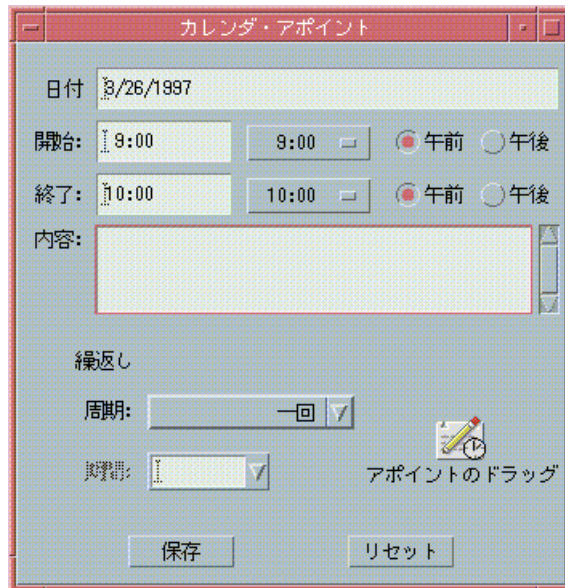 カレンダ・アポイント
日付 3/26/1997
開始: 9:00 9:00 午前 午後
終了: 10:00 10:00 午前 午後
内容:
繰返し
周期: 一回
期間:
アポイントのドラッグ
保存 リセット